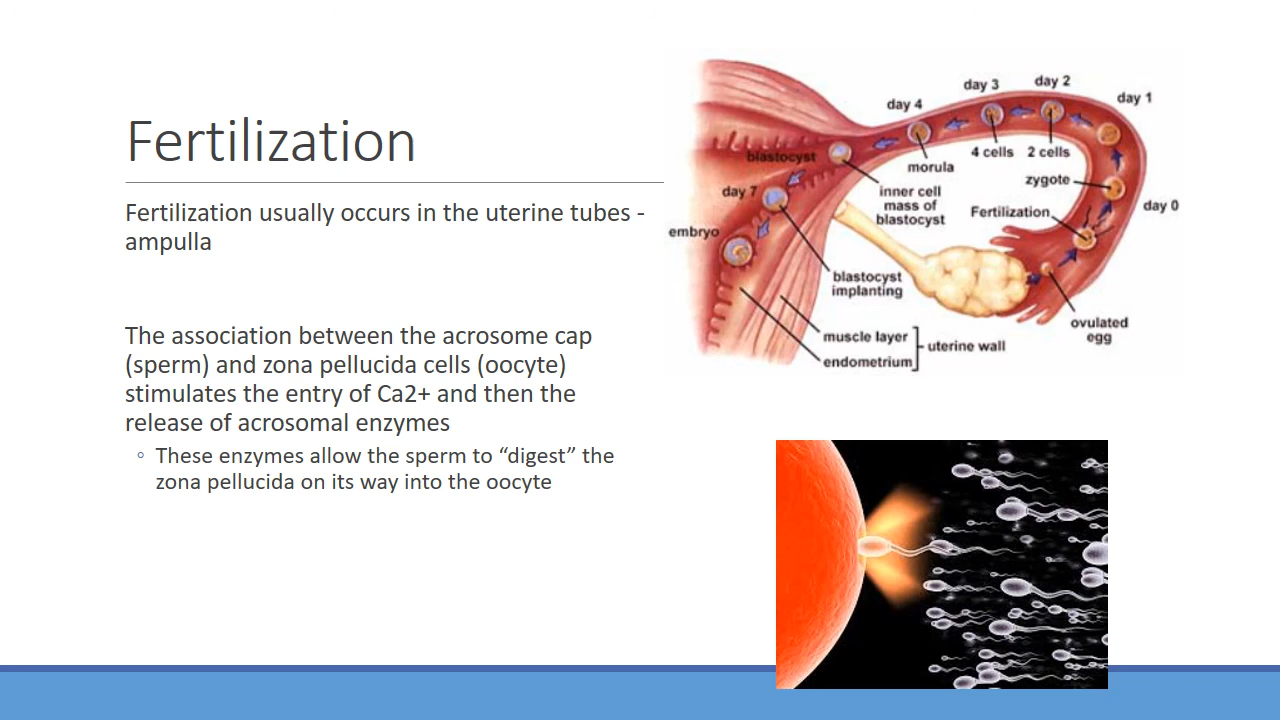 Fertilization
Fertilization usually occurs in the uterine tubes -
ampulla
The association between the acrosome cap
(sperm) and zona pellucida cells (oocyte)
stimulates the entry of Ca2+ and then the
release of acrosomal enzymes
◦ These enzymes allow the sperm to “digest” the
zona pellucida on its way into the oocyte
day 4
day 3
day 2
day 1
blastocyst
morula
4 cells
2 cells
zygote
day 7
inner cell
mass of
blastocyst
Fertilization
day 0
embryo
blastocyst
implanting
ovulated
egg
muscle layer
endometrium
uterine wall